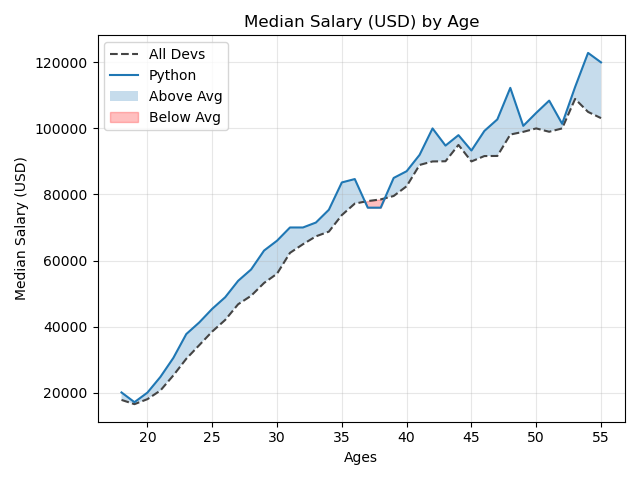 Median Salary (USD) by Age
All Devs
Python
Above Avg
Below Avg
Median Salary (USD)
120000
100000
80000
60000
40000
20000
20 25 30 35 40 45 50 55
Ages